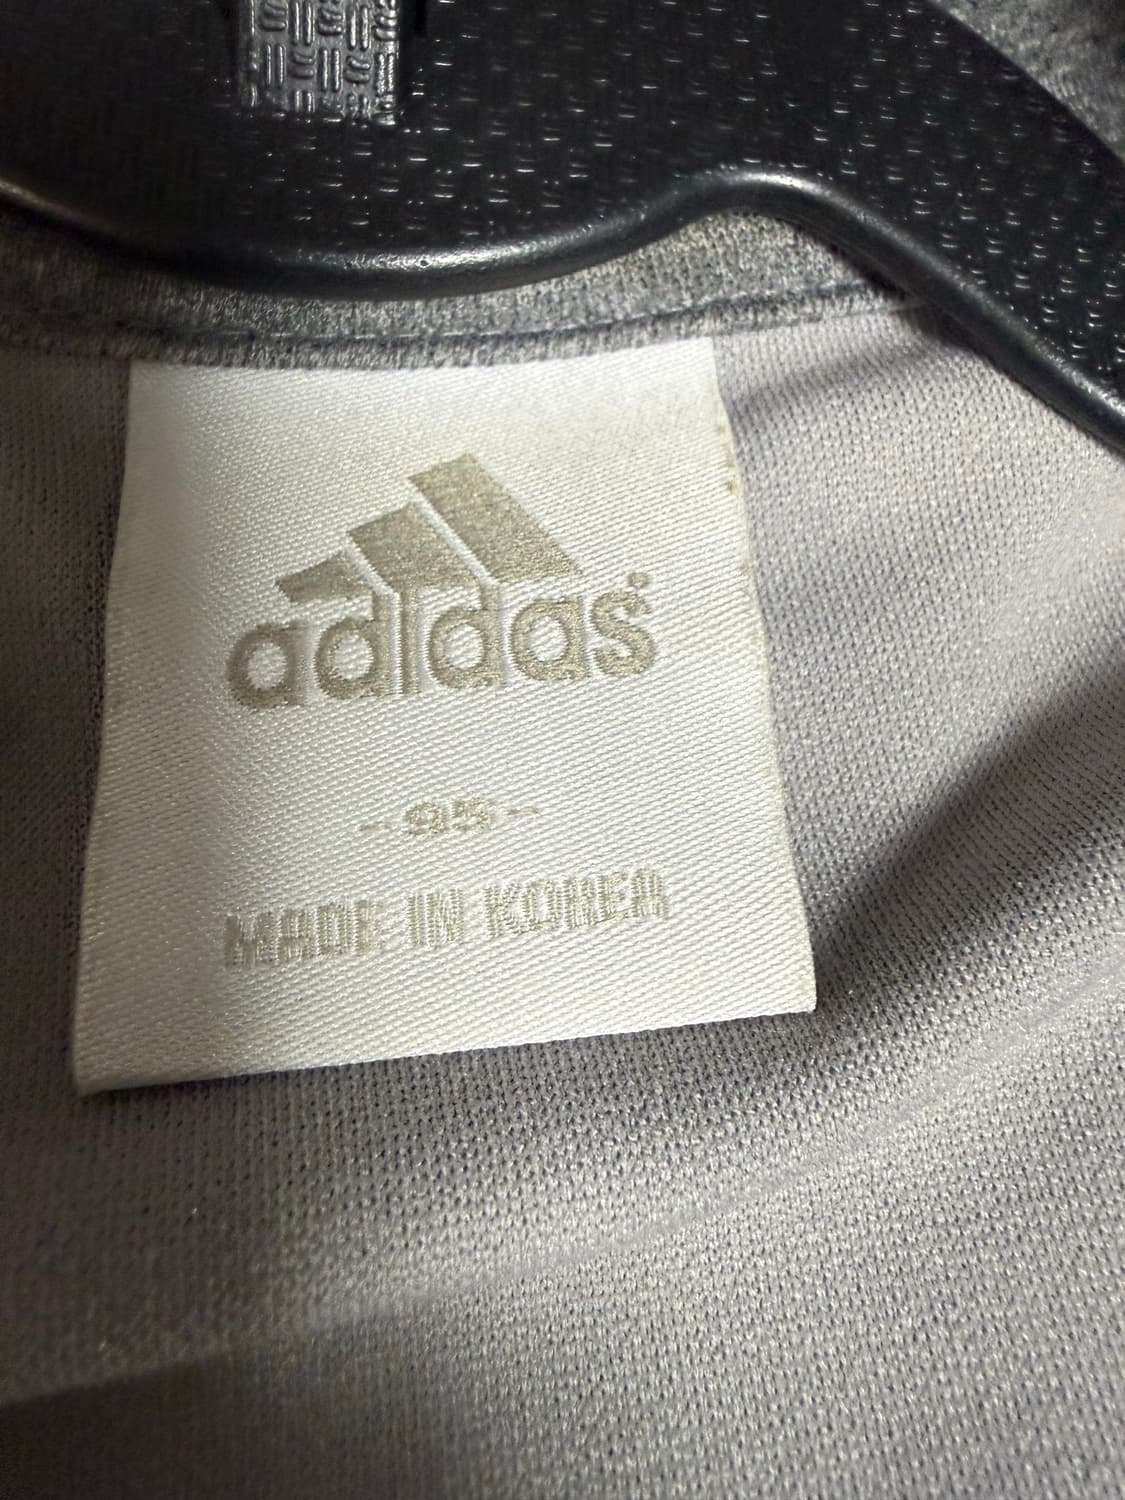 adidas
-95-
MADE IN KOREA